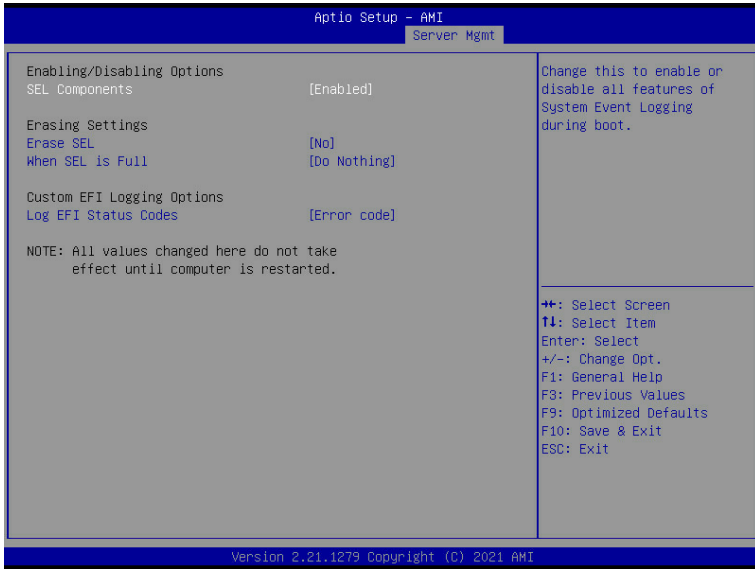 Aptio Setup – AMI
Server Mgmt
Enabling/Disabling Options
SEL Components [Enabled]
Erasing Settings
Erase SEL [No]
When SEL is Full [Do Nothing]
Custom EFI Logging Options
Log EFI Status Codes [Error code]
NOTE: All values changed here do not take
effect until computer is restarted.
Change this to enable or
disable all features of
System Event Logging
during boot.
→←: Select Screen
↑↓: Select Item
Enter: Select
+/-: Change Opt.
F1: General Help
F3: Previous Values
F9: Optimized Defaults
F10: Save & Exit
ESC: Exit
Version 2.21.1279 Copyright (C) 2021 AMI